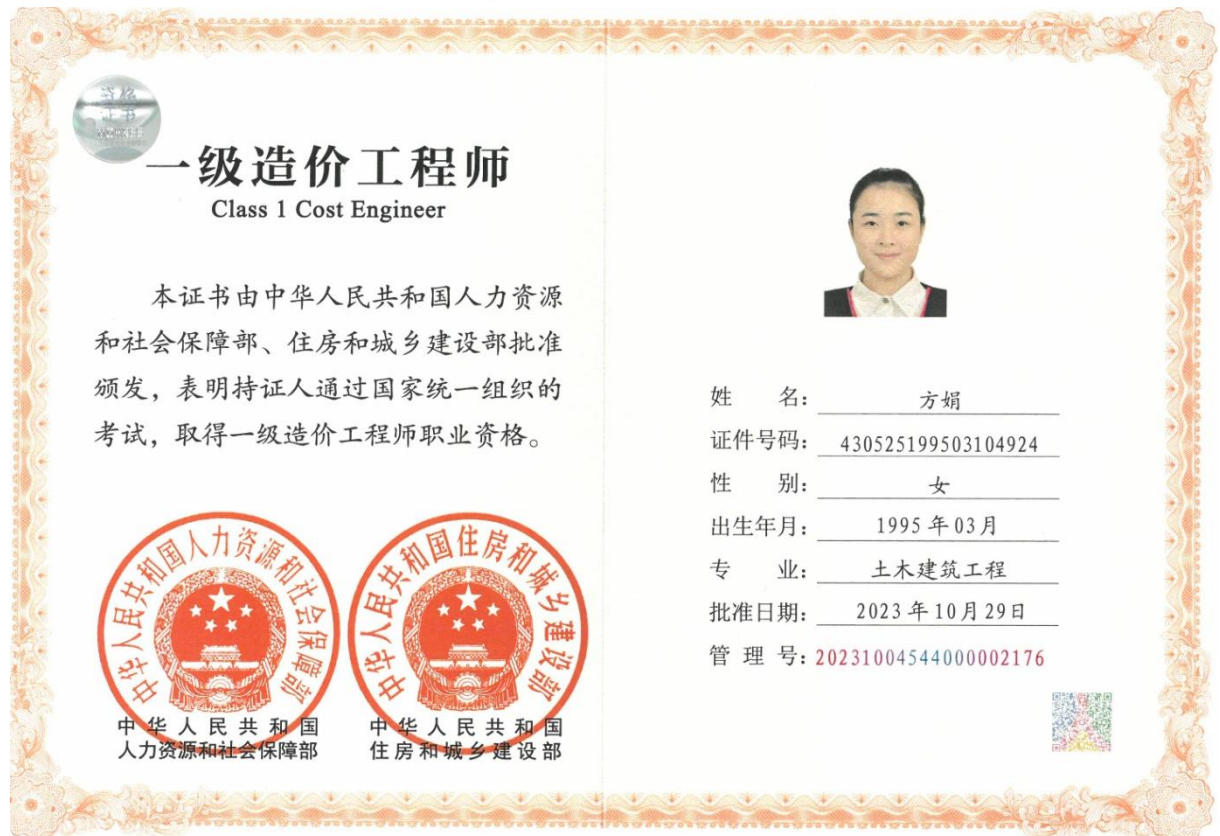 资格
证书
一级造价工程师
Class 1 Cost Engineer
本证书由中华人民共和国人力资源
和社会保障部、住房和城乡建设部批准
颁发，表明持证人通过国家统一组织的
考试，取得一级造价工程师职业资格。
中华人民共和国人力资源和社会保障部
中华人民共和国住房和城乡建设部
中华人民共和国
人力资源和社会保障部
中华人民共和国
住房和城乡建设部
姓 名： 方娟
证件号码： 430525199503104924
性 别： 女
出生年月： 1995年03月
专 业： 土木建筑工程
批准日期： 2023年10月29日
管 理 号： 20231004544000002176